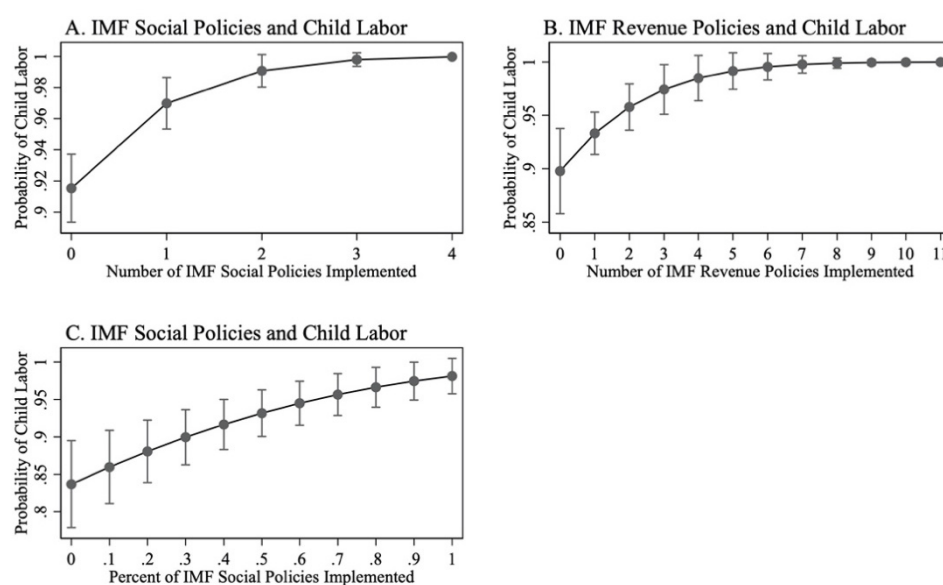 A. IMF Social Policies and Child Labor
Probability of Child Labor
1
.98
.96
.94
.92
.9
0 1 2 3 4
Number of IMF Social Policies Implemented
B. IMF Revenue Policies and Child Labor
Probability of Child Labor
1
.95
.9
.85
0 1 2 3 4 5 6 7 8 9 10 11
Number of IMF Revenue Policies Implemented
C. IMF Social Policies and Child Labor
Probability of Child Labor
1
.95
.9
.85
.8
0 .1 .2 .3 .4 .5 .6 .7 .8 .9 1
Percent of IMF Social Policies Implemented